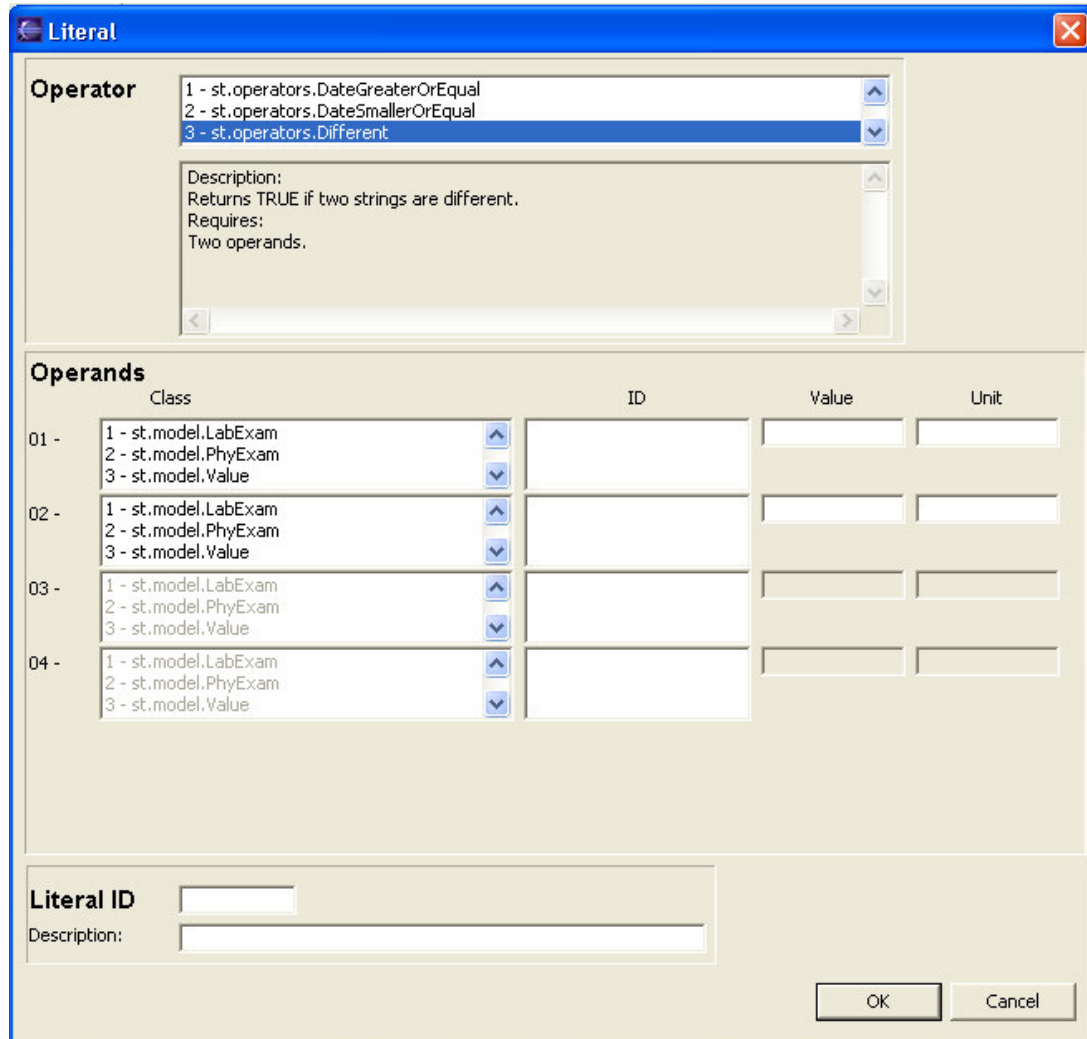 Literal
Operator
1 - st.operators.DateGreaterOrEqual
2 - st.operators.DateSmallerOrEqual
3 - st.operators.Different
Description:
Returns TRUE if two strings are different.
Requires:
Two operands.
Operands
Class ID Value Unit
01 -
1 - st.model.LabExam
2 - st.model.PhyExam
3 - st.model.Value
02 -
1 - st.model.LabExam
2 - st.model.PhyExam
3 - st.model.Value
03 -
1 - st.model.LabExam
2 - st.model.PhyExam
3 - st.model.Value
04 -
1 - st.model.LabExam
2 - st.model.PhyExam
3 - st.model.Value
Literal ID
Description:
OK Cancel